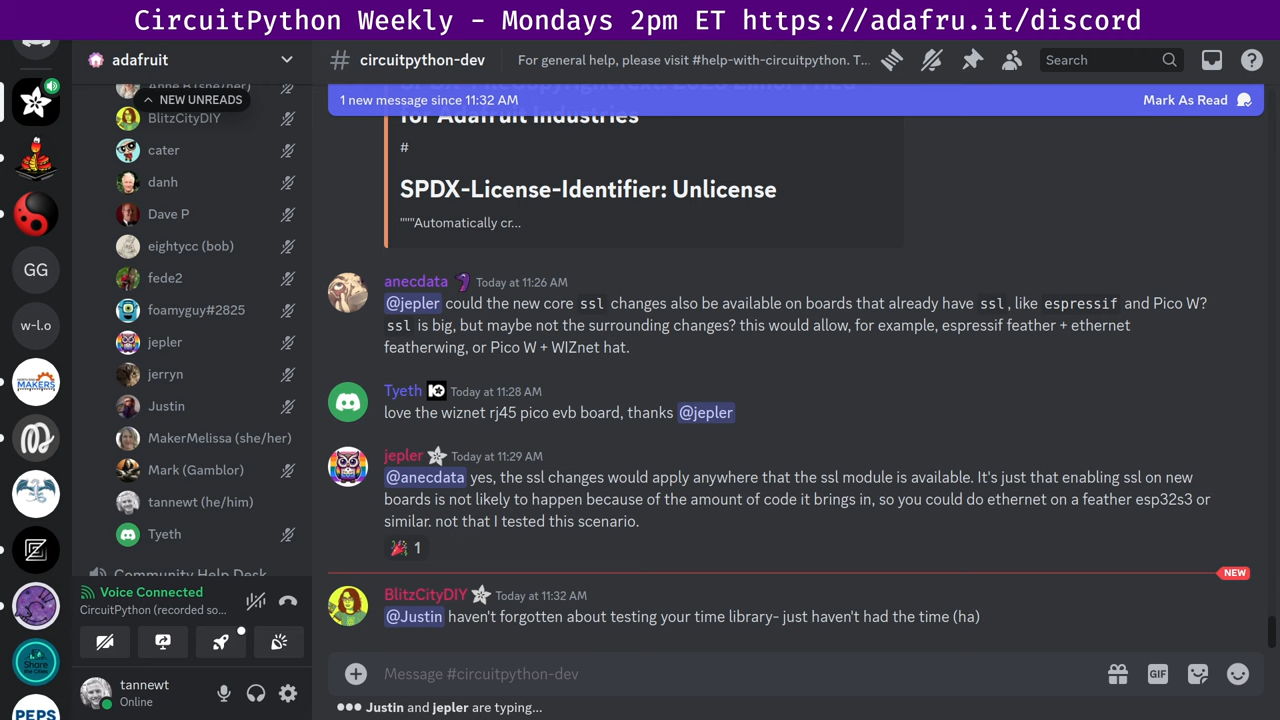 CircuitPython Weekly - Mondays 2pm ET https://adafru.it/discord
adafruit
NEW UNREADS
BlitzCityDIY
cater
danh
Dave P
eightycc (bob)
fede2
foamyguy#2825
jepler
jerryn
Justin
MakerMelissa (she/her)
Mark (Gamblor)
tannewt (he/him)
Tyeth
Community Help Desk
GG
w-l.o
NORTH BAY MAKERS
Share the Cities
PEPS
Voice Connected
CircuitPython (recorded so...
tannewt
Online
# circuitpython-dev
For general help, please visit #help-with-circuitpython. T...
Search
1 new message since 11:32 AM
Mark As Read
for Adafruit Industries
#
SPDX-License-Identifier: Unlicense
"""Automatically cr...
anecdata Today at 11:26 AM
@jepler could the new core ssl changes also be available on boards that already have ssl, like espressif and Pico W?
ssl is big, but maybe not the surrounding changes? this would allow, for example, espressif feather + ethernet
featherwing, or Pico W + WIZnet hat.
Tyeth Today at 11:28 AM
love the wiznet rj45 pico evb board, thanks @jepler
jepler Today at 11:29 AM
@anecdata yes, the ssl changes would apply anywhere that the ssl module is available. It's just that enabling ssl on new
boards is not likely to happen because of the amount of code it brings in, so you could do ethernet on a feather esp32s3 or
similar. not that I tested this scenario.
1
NEW
BlitzCityDIY Today at 11:32 AM
@Justin haven't forgotten about testing your time library- just haven't had the time (ha)
Message #circuitpython-dev
GIF
Justin and jepler are typing...